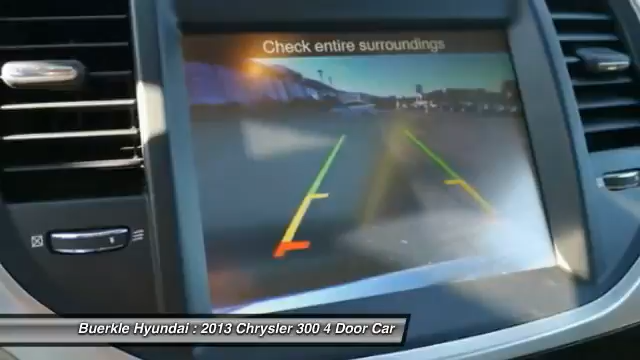 Check entire surroundings
Buerkle Hyundai : 2013 Chrysler 300 4 Door Car